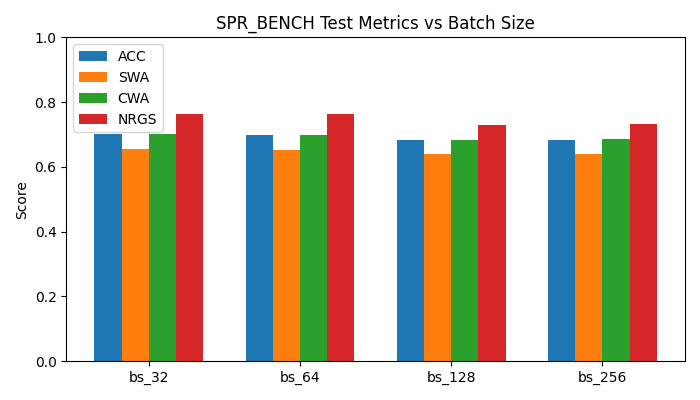 SPR_BENCH Test Metrics vs Batch Size
1.0
0.8
0.6
0.4
0.2
0.0
Score
ACC
SWA
CWA
NRGS
bs_32
bs_64
bs_128
bs_256